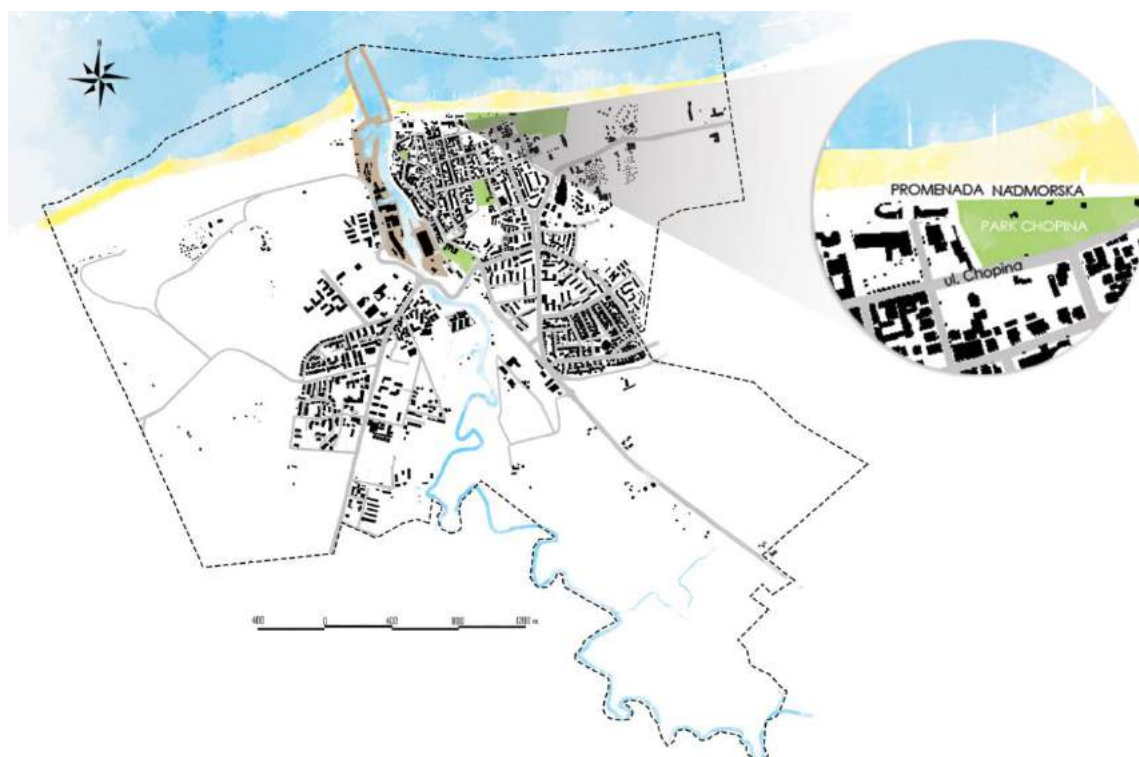 N
PROMENADA NADMORSKA
PARK CHOPINA
ul. Chopina
400 0 400 800 1200 m